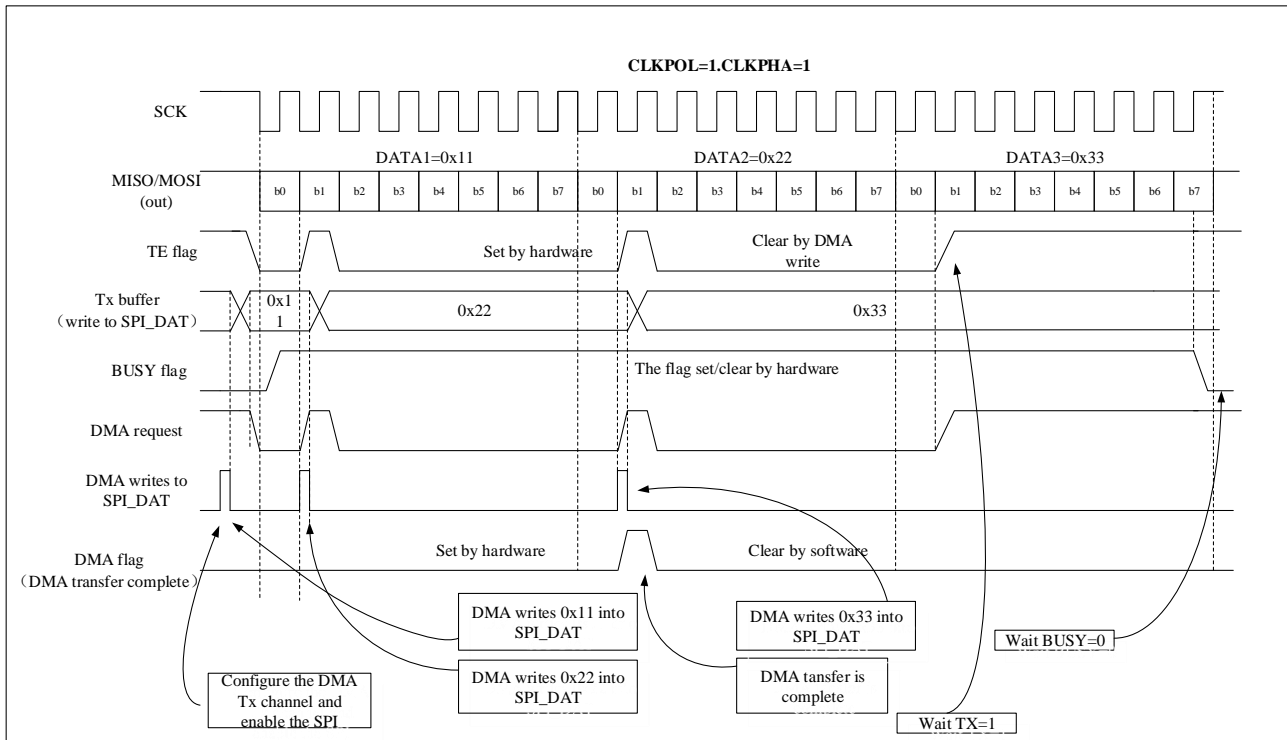 CLKPOL=1.CLKPHA=1
SCK
DATA1=0x11
DATA2=0x22
DATA3=0x33
MISO/MOSI
(out)
b0 b1 b2 b3 b4 b5 b6 b7 b0 b1 b2 b3 b4 b5 b6 b7 b0 b1 b2 b3 b4 b5 b6 b7
TE flag
Set by hardware
Clear by DMA
write
Tx buffer
（write to SPI_DAT）
0x1
1
0x22
0x33
BUSY flag
The flag set/clear by hardware
DMA request
DMA writes to
SPI_DAT
DMA flag
（DMA transfer complete）
Set by hardware
Clear by software
DMA writes 0x11 into
SPI_DAT
DMA writes 0x33 into
SPI_DAT
Wait BUSY=0
Configure the DMA
Tx channel and
enable the SPI
DMA writes 0x22 into
SPI_DAT
DMA tansfer is
complete
Wait TX=1